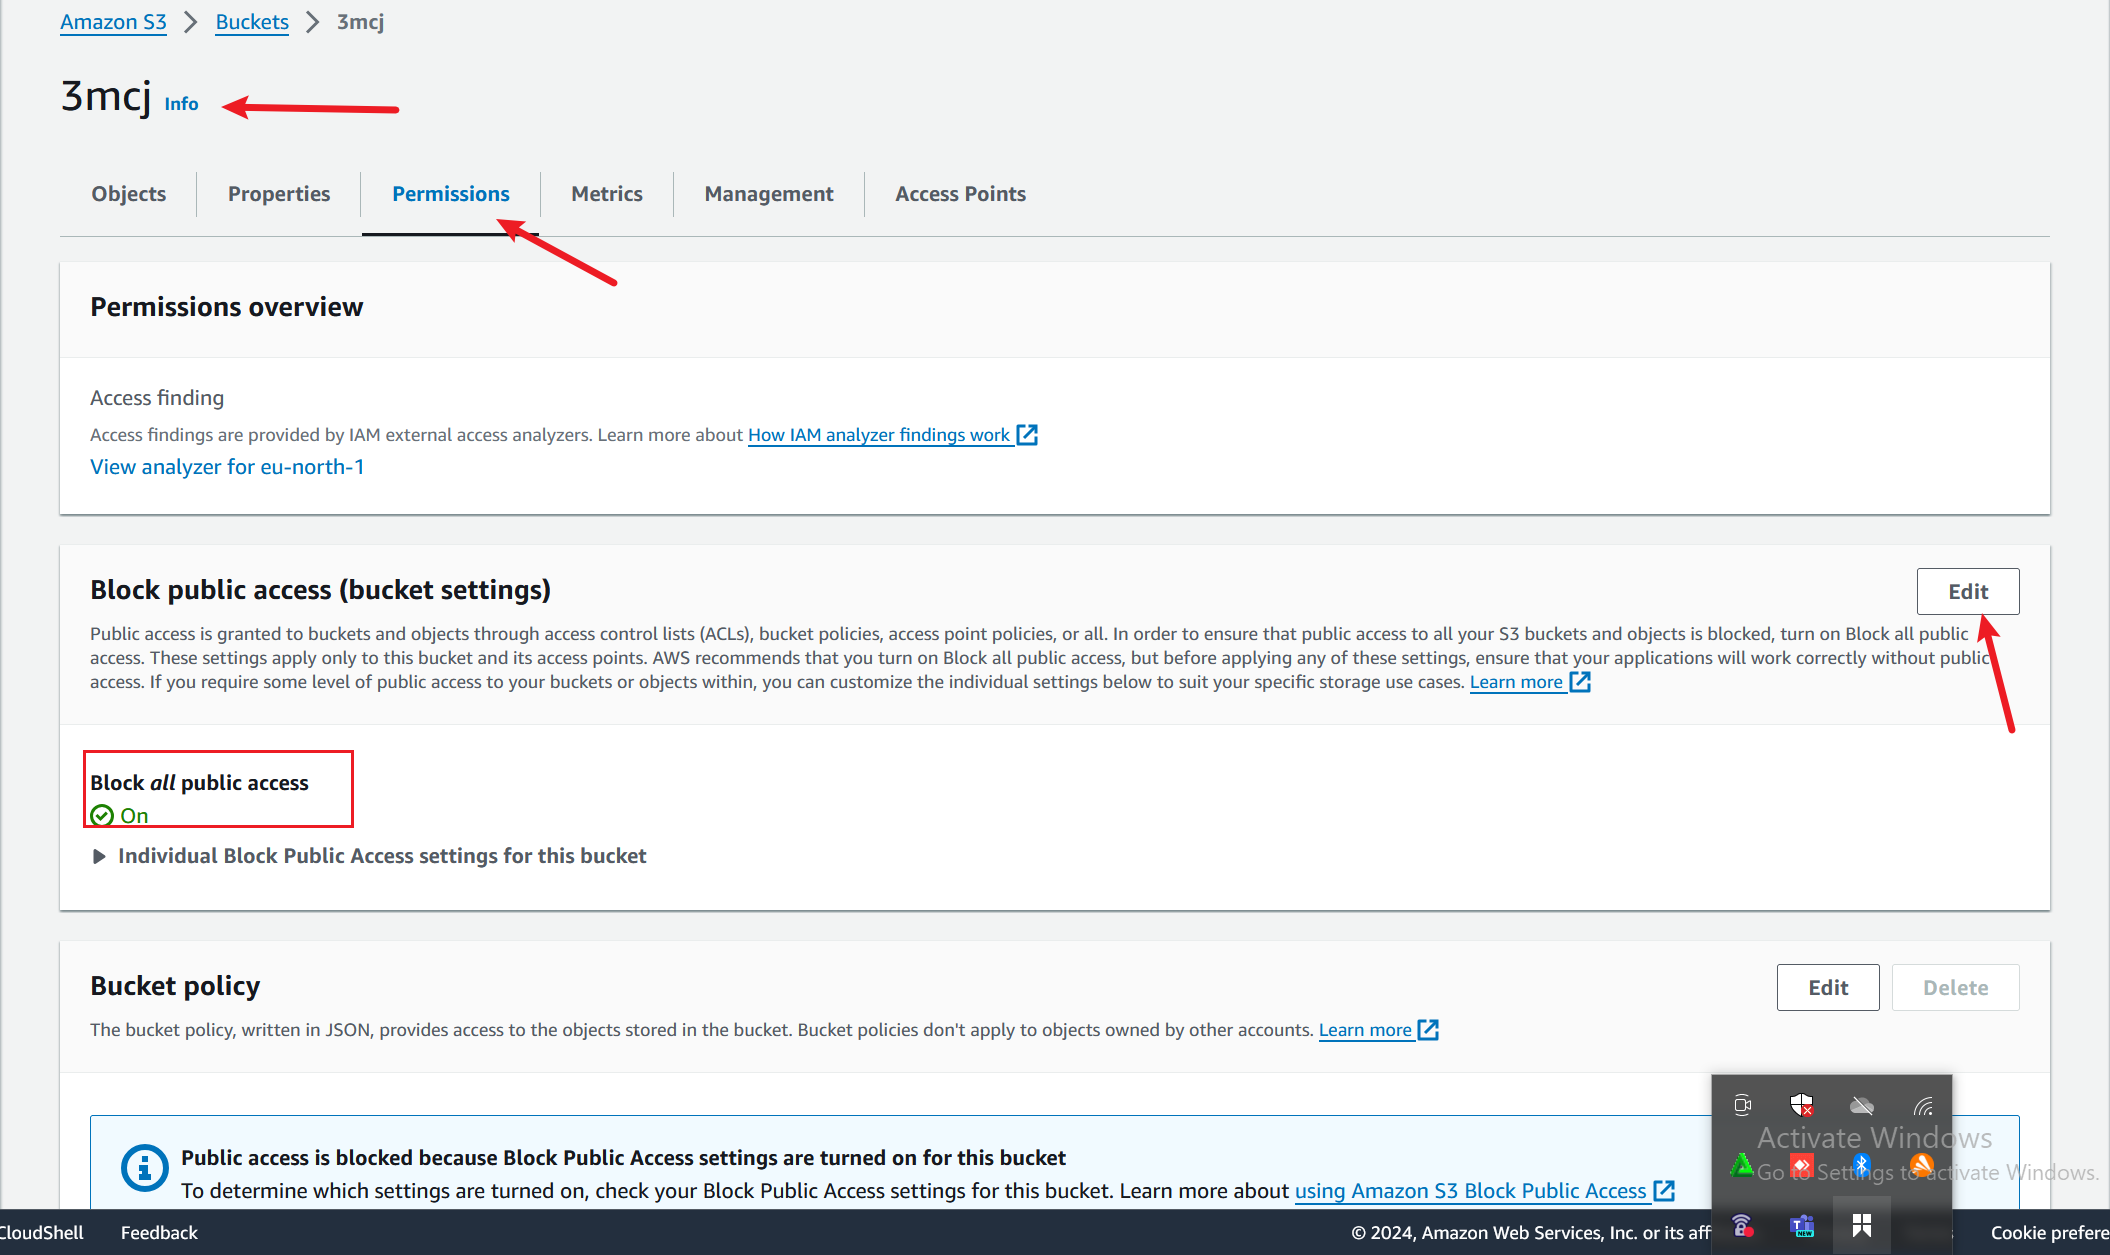 Amazon S3 > Buckets > 3mcj
3mcj Info
Objects Properties Permissions Metrics Management Access Points
Permissions overview
Access finding
Access findings are provided by IAM external access analyzers. Learn more about How IAM analyzer findings work
View analyzer for eu-north-1
Block public access (bucket settings)
Edit
Public access is granted to buckets and objects through access control lists (ACLs), bucket policies, access point policies, or all. In order to ensure that public access to all your S3 buckets and objects is blocked, turn on Block all public
access. These settings apply only to this bucket and its access points. AWS recommends that you turn on Block all public access, but before applying any of these settings, ensure that your applications will work correctly without public
access. If you require some level of public access to your buckets or objects within, you can customize the individual settings below to suit your specific storage use cases. Learn more
Block all public access
On
Individual Block Public Access settings for this bucket
Bucket policy
Edit Delete
The bucket policy, written in JSON, provides access to the objects stored in the bucket. Bucket policies don't apply to objects owned by other accounts. Learn more
Public access is blocked because Block Public Access settings are turned on for this bucket
To determine which settings are turned on, check your Block Public Access settings for this bucket. Learn more about using Amazon S3 Block Public Access
Activate Windows
Go to Settings to activate Windows.
NEW
CloudShell Feedback © 2024, Amazon Web Services, Inc. or its aff Cookie prefere